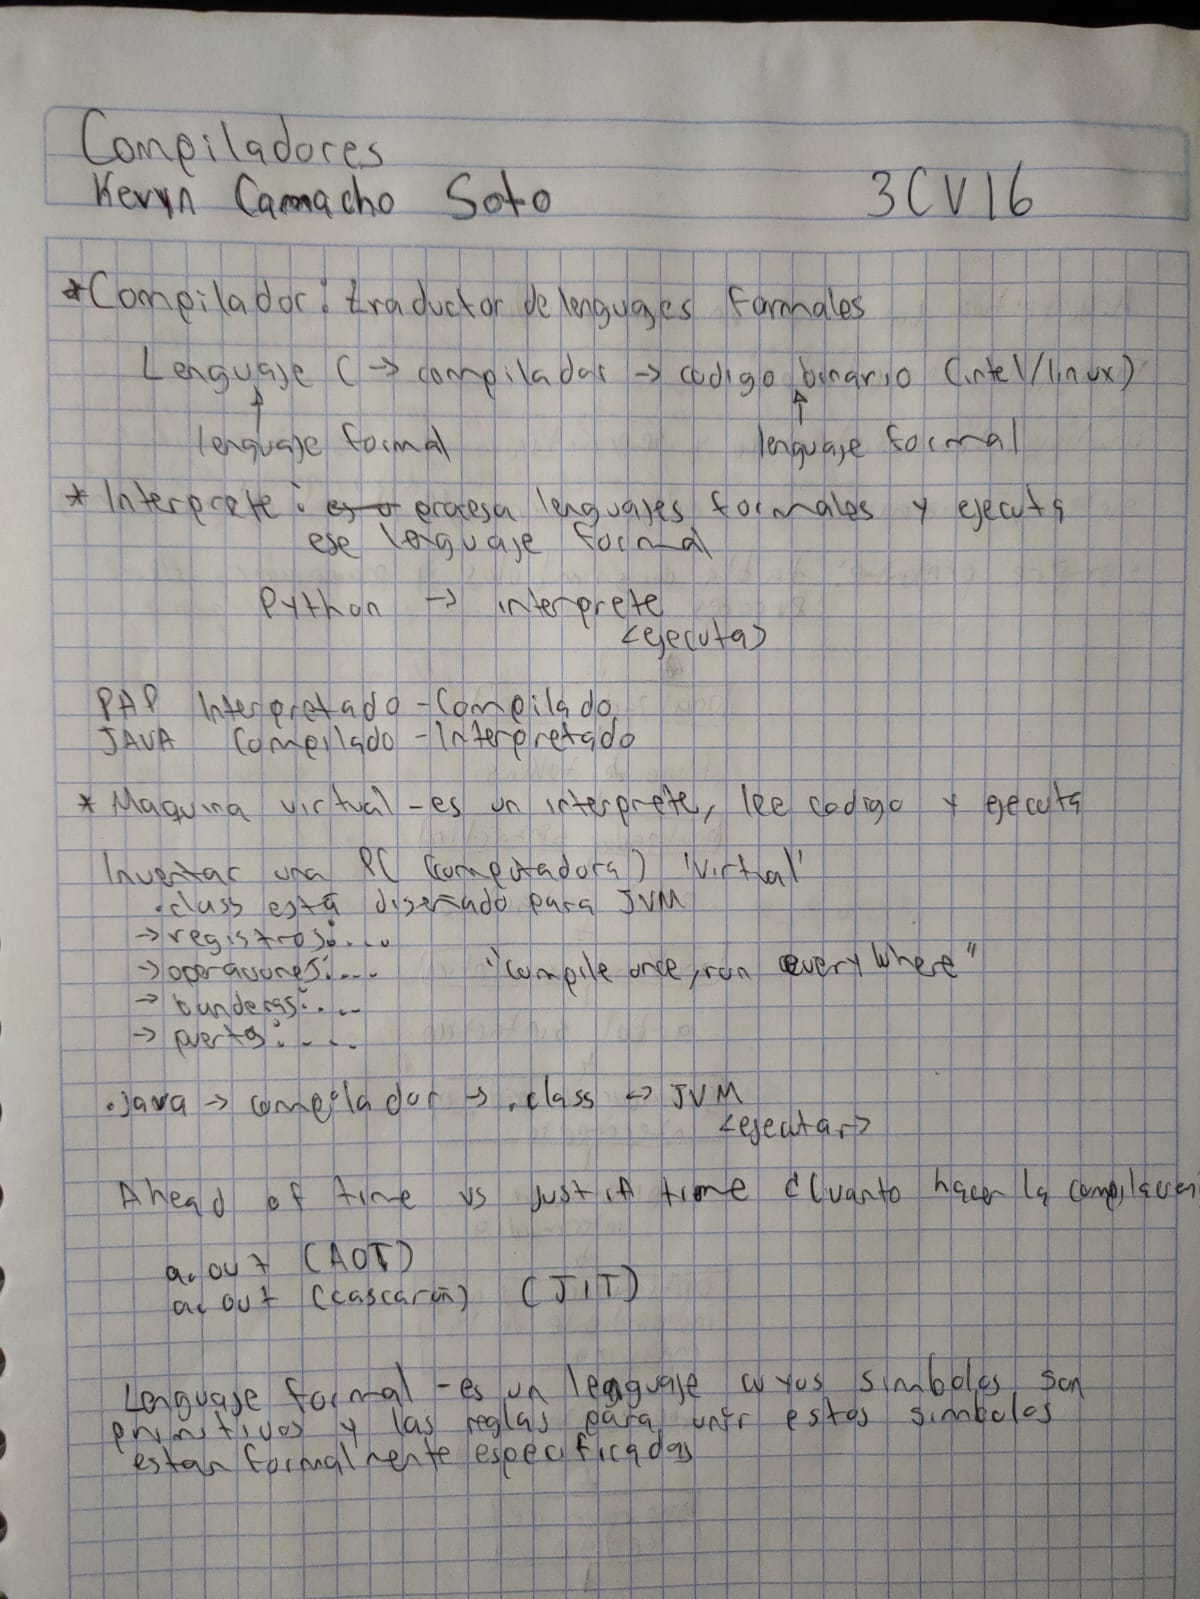 Compiladores
Kevyn Camacho Soto 3CV16
*Compilador: traductor de lenguajes formales
Lenguaje C → compilador → codigo binario (intel/linux)
↑ ↑
lenguaje formal lenguaje formal
* Interprete: procesa lenguajes formales y ejecuta
ese lenguaje formal
Python → interprete
<ejecuta>
PAP Interpretado - Compilado
JAVA Compilado - Interpretado
* Maquina virtual - es un interprete, lee codigo y ejecuta
Inventar una PC (computadora) 'virtual'
.class está diseñado para JVM
→ registros:....
→ operaciones:.... "compile once, run everywhere"
→ banderas:...
→ puerta:....
.java → compilador → .class ↔ JVM
<ejecutar>
Ahead of time vs just in time (Cuanto hacer la compilacion
a.out (AOT)
a.out (cascarón) (JIT)
Lenguaje formal - es un lenguaje cuyos simbolos son
primitivos y las reglas para unir estos simbolos
estan formalmente especificadas